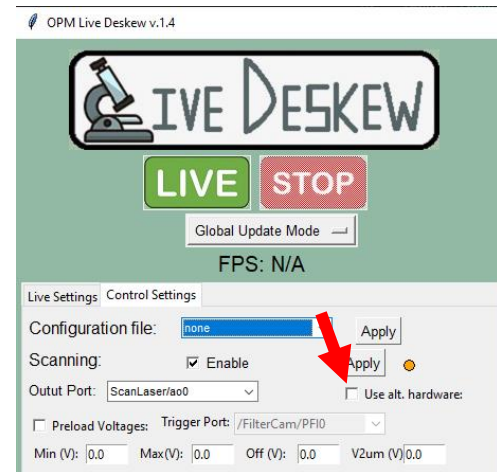 OPM Live Deskew v.1.4
LIVE DESKEW
LIVE STOP
Global Update Mode
FPS: N/A
Live Settings Control Settings
Configuration file: none Apply
Scanning: Enable Apply
Outut Port: ScanLaser/ao0 Use alt. hardware:
Preload Voltages: Trigger Port: /FilterCam/PFI0
Min (V): 0.0 Max(V): 0.0 Off (V): 0.0 V2um (V) 0.0